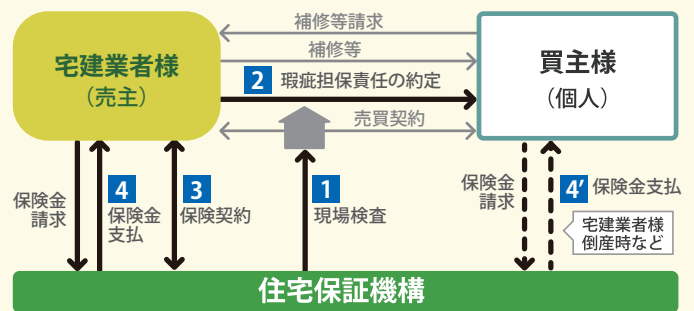 補修等請求
補修等
宅建業者様
（売主）
2 瑕疵担保責任の約定
買主様
（個人）
売買契約
保険金
請求
4
保険金
支払
3
保険契約
1
現場検査
保険金
請求
4’ 保険金支払
宅建業者様
倒産時など
住宅保証機構